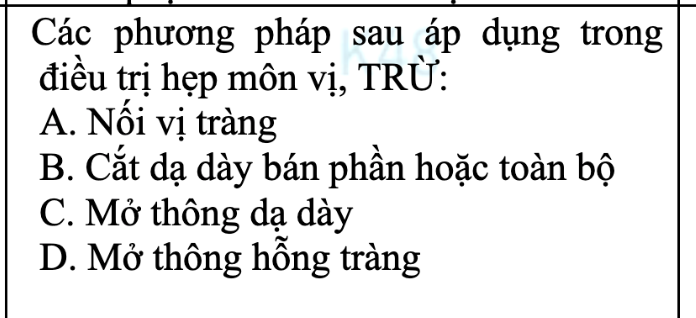 Các phương pháp sau áp dụng trong
điều trị hẹp môn vị, TRỪ:
A. Nối vị tràng
B. Cắt dạ dày bán phần hoặc toàn bộ
C. Mở thông dạ dày
D. Mở thông hỗng tràng